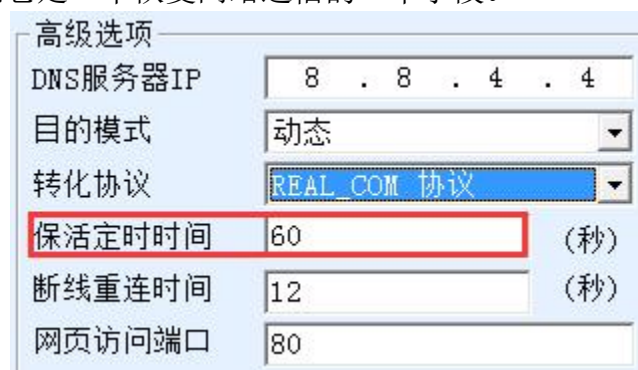 高级选项
DNS服务器IP 8 . 8 . 4 . 4
目的模式 动态
转化协议 REAL_COM 协议
保活定时时间 60 (秒)
断线重连时间 12 (秒)
网页访问端口 80